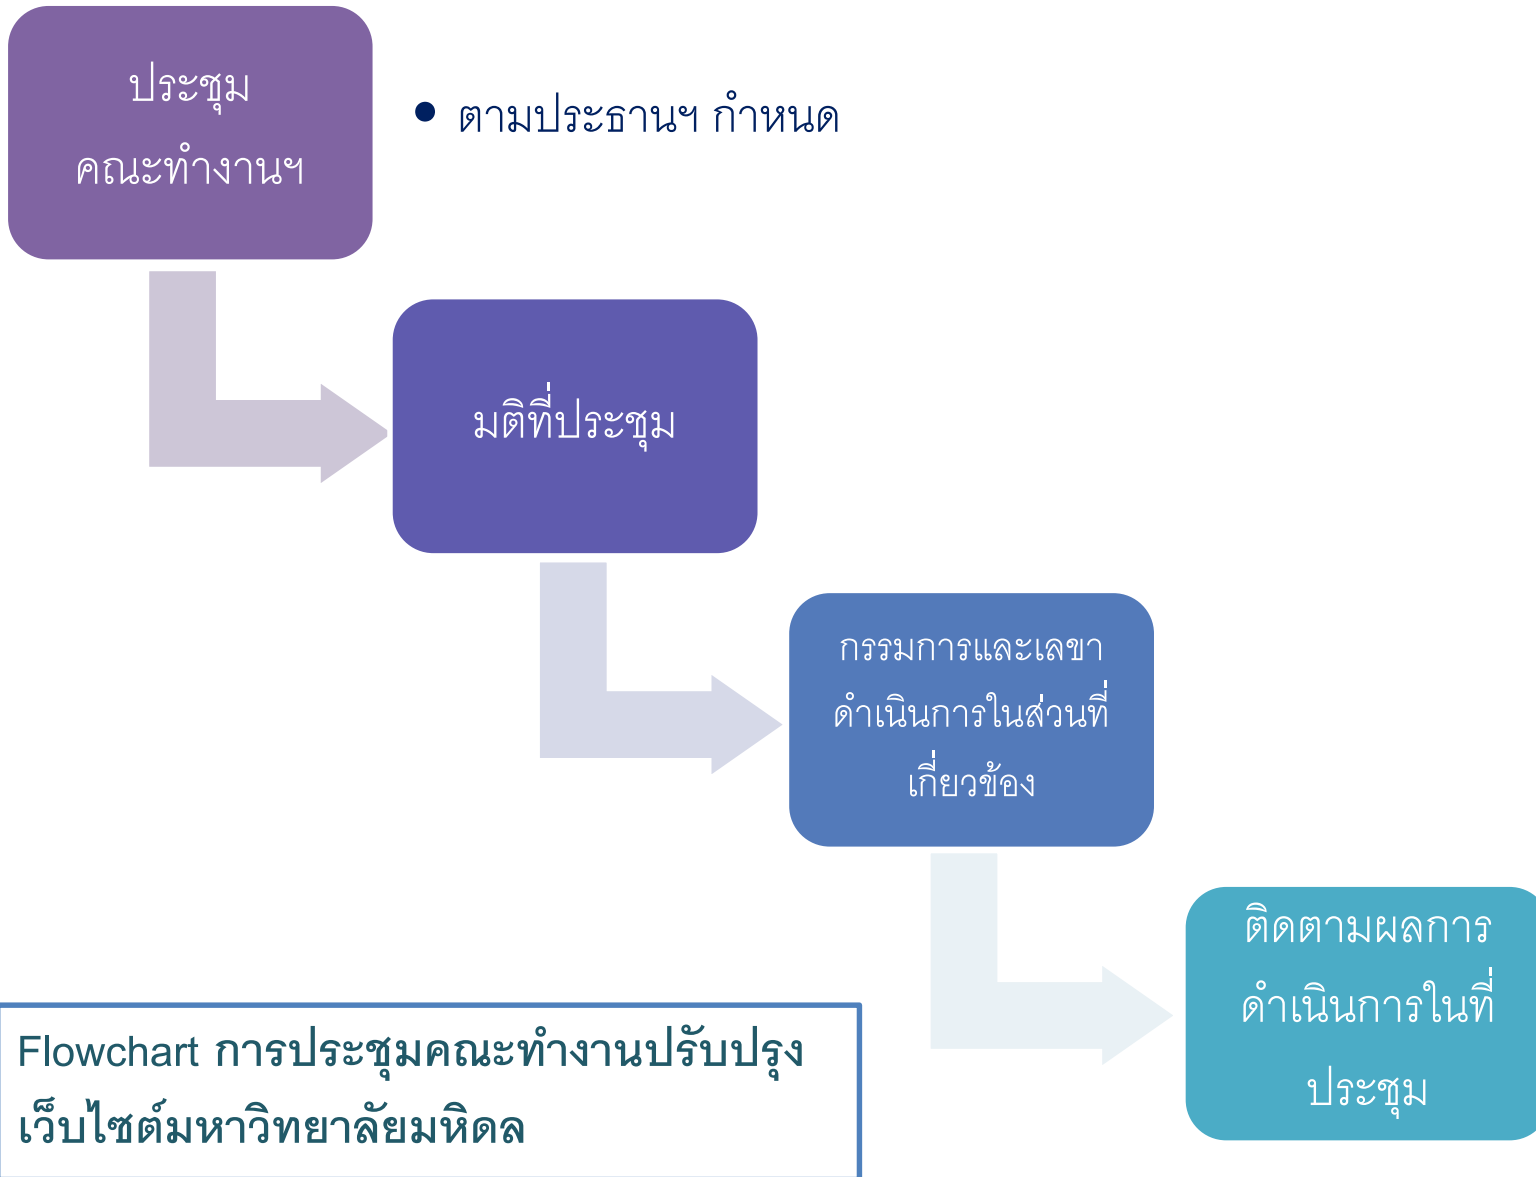 ประชุม
คณะทำงานฯ
• ตามประธานฯ กำหนด
มติที่ประชุม
กรรมการและเลขา
ดำเนินการในส่วนที่
เกี่ยวข้อง
ติดตามผลการ
ดำเนินการในที่
ประชุม
Flowchart การประชุมคณะทำงานปรับปรุง
เว็บไซต์มหาวิทยาลัยมหิดล